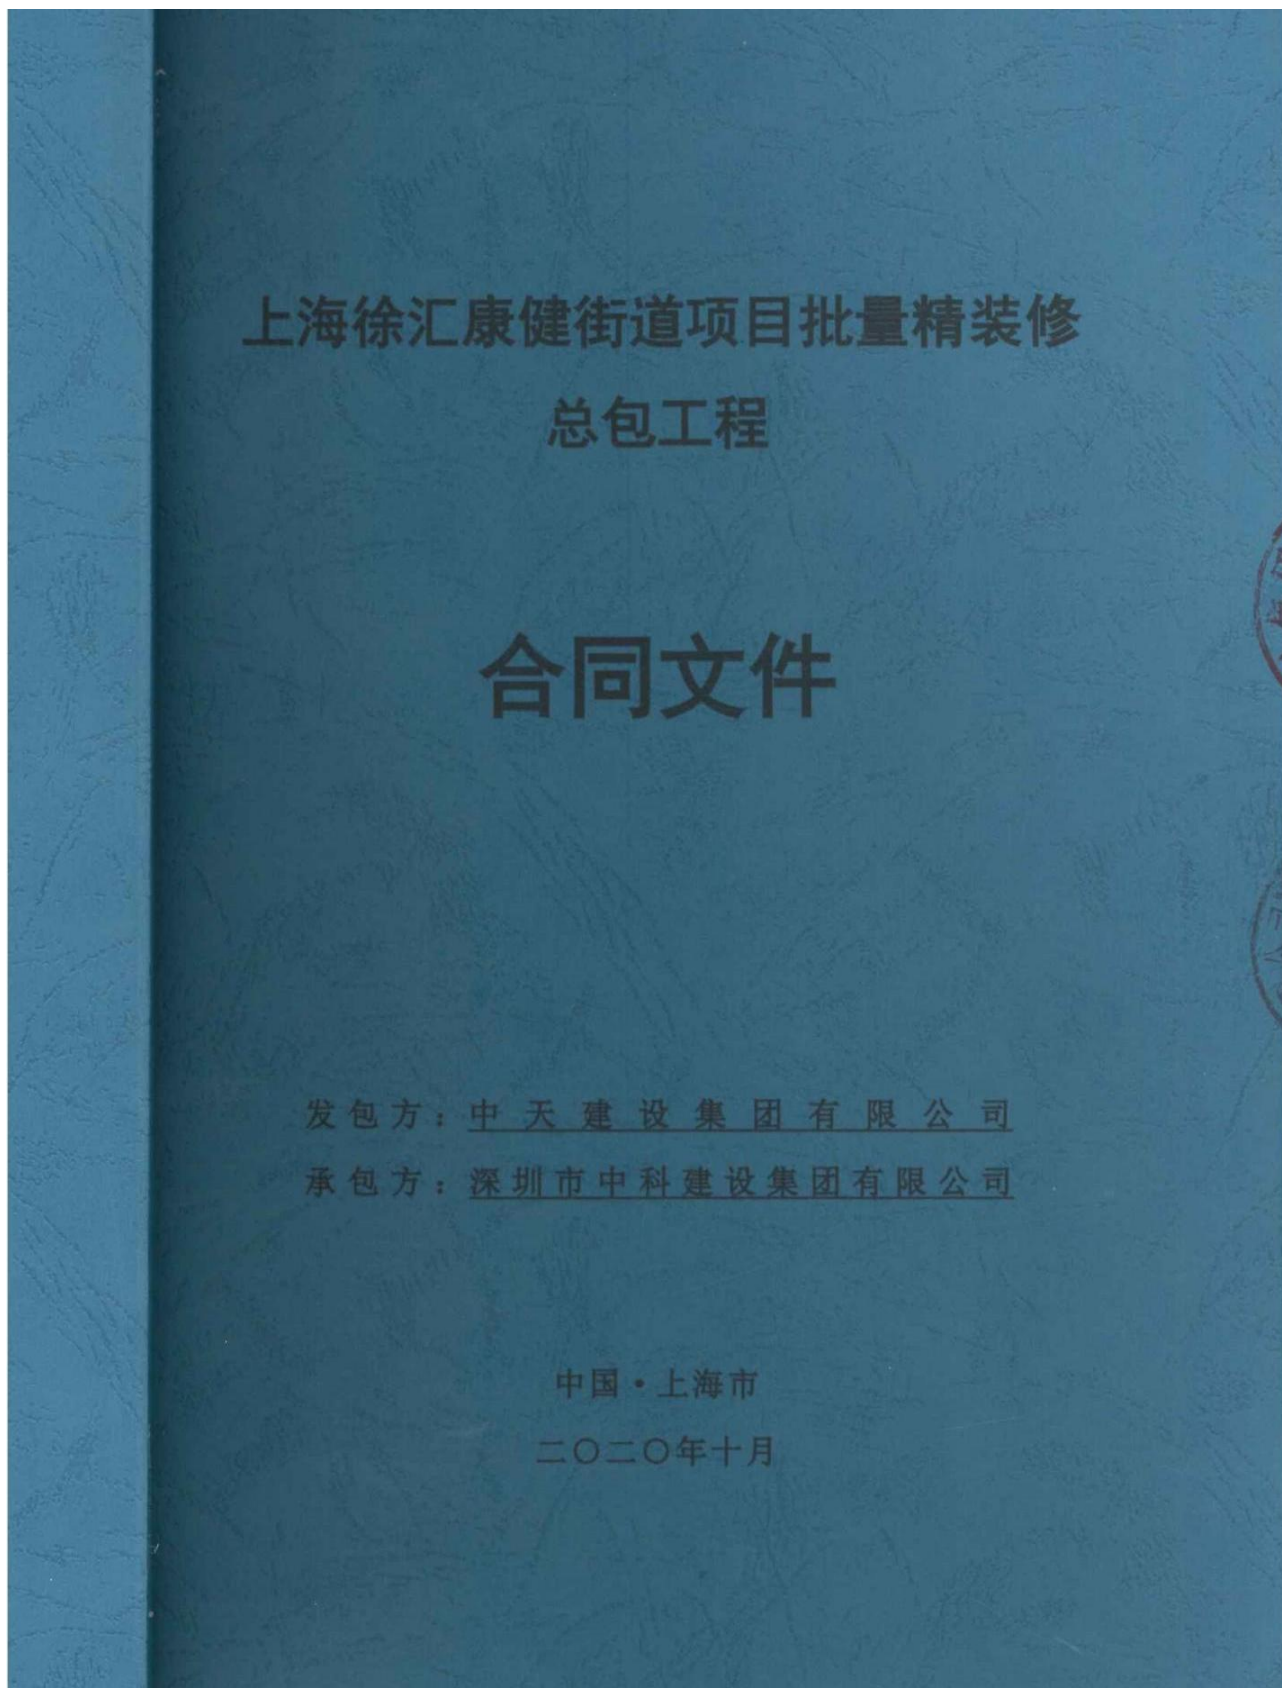 上海徐汇康健街道项目批量精装修
总包工程
合同文件
发包方：中天建设集团有限公司
承包方：深圳市中科建设集团有限公司
中国·上海市
二〇二〇年十月